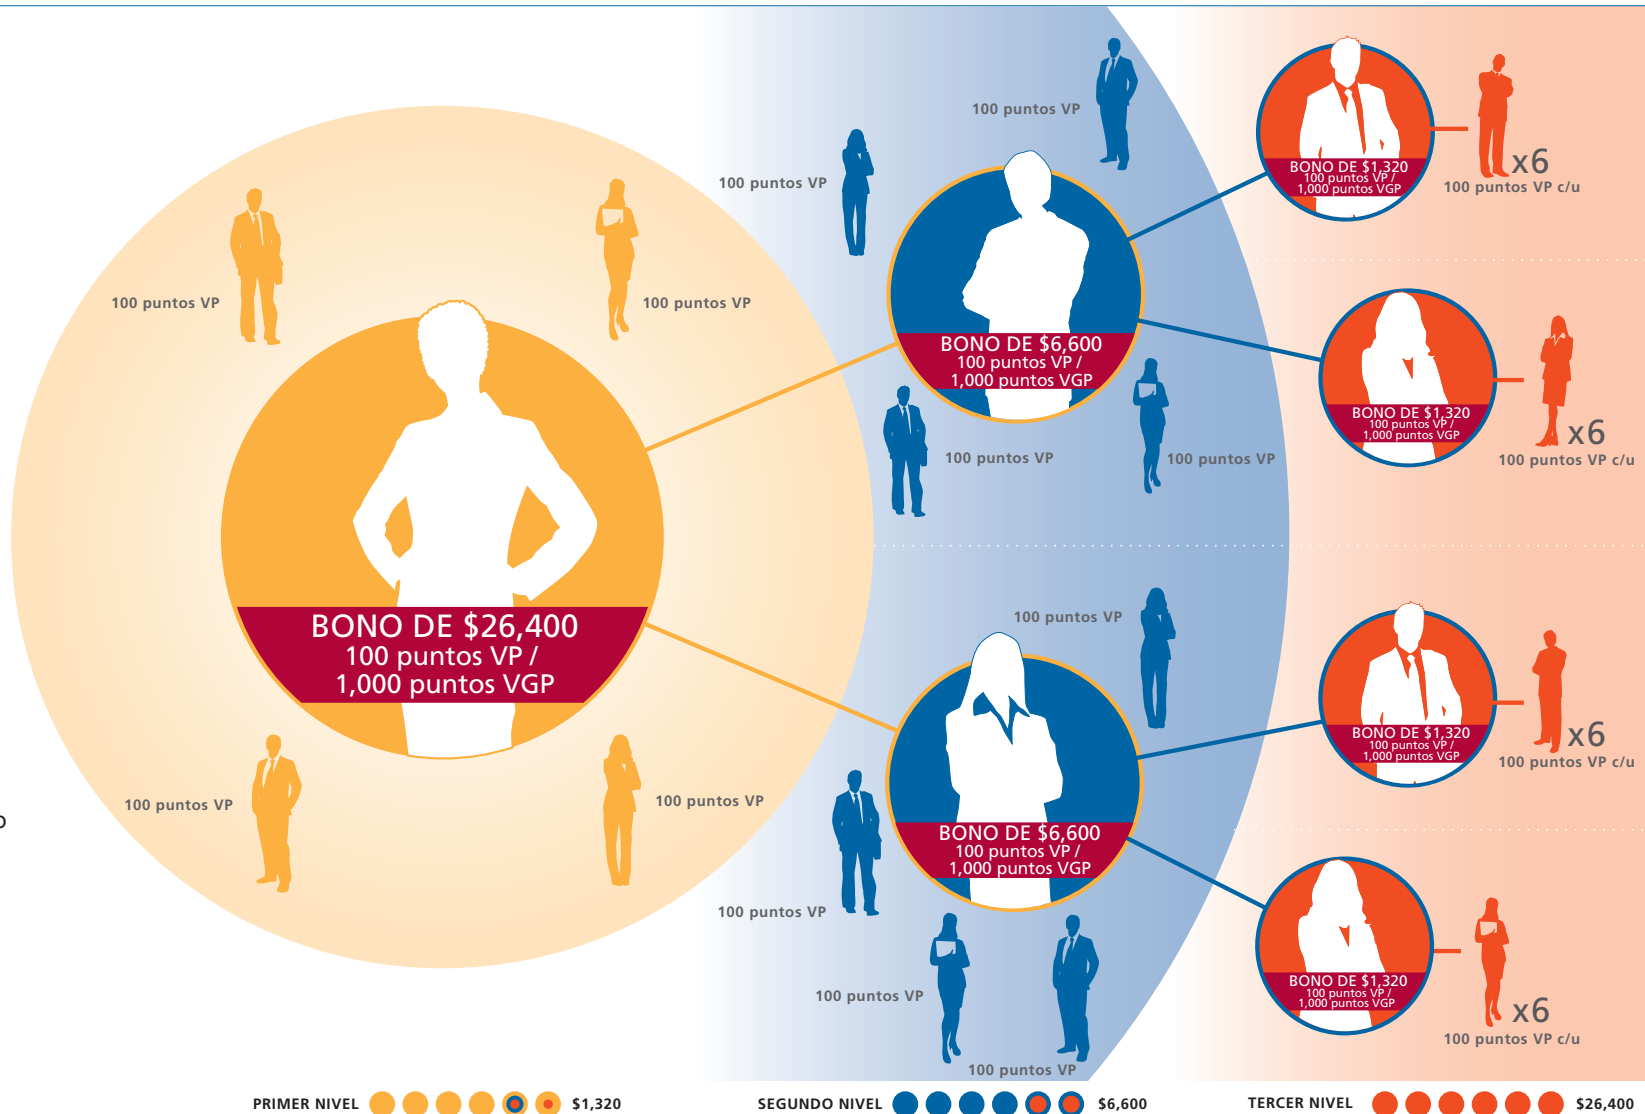 100 puntos VP
100 puntos VP
BONO DE $26,400
100 puntos VP /
1,000 puntos VGP
100 puntos VP
100 puntos VP
o
100 puntos VP
100 puntos VP
BONO DE $6,600
100 puntos VP /
1,000 puntos VGP
100 puntos VP
100 puntos VP
100 puntos VP
BONO DE $6,600
100 puntos VP /
1,000 puntos VGP
100 puntos VP
100 puntos VP
100 puntos VP
BONO DE $1,320
100 puntos VP /
1,000 puntos VGP
x6
100 puntos VP c/u
BONO DE $1,320
100 puntos VP /
1,000 puntos VGP
x6
100 puntos VP c/u
BONO DE $1,320
100 puntos VP /
1,000 puntos VGP
x6
100 puntos VP c/u
BONO DE $1,320
100 puntos VP /
1,000 puntos VGP
x6
100 puntos VP c/u
PRIMER NIVEL $1,320
SEGUNDO NIVEL $6,600
TERCER NIVEL $26,400